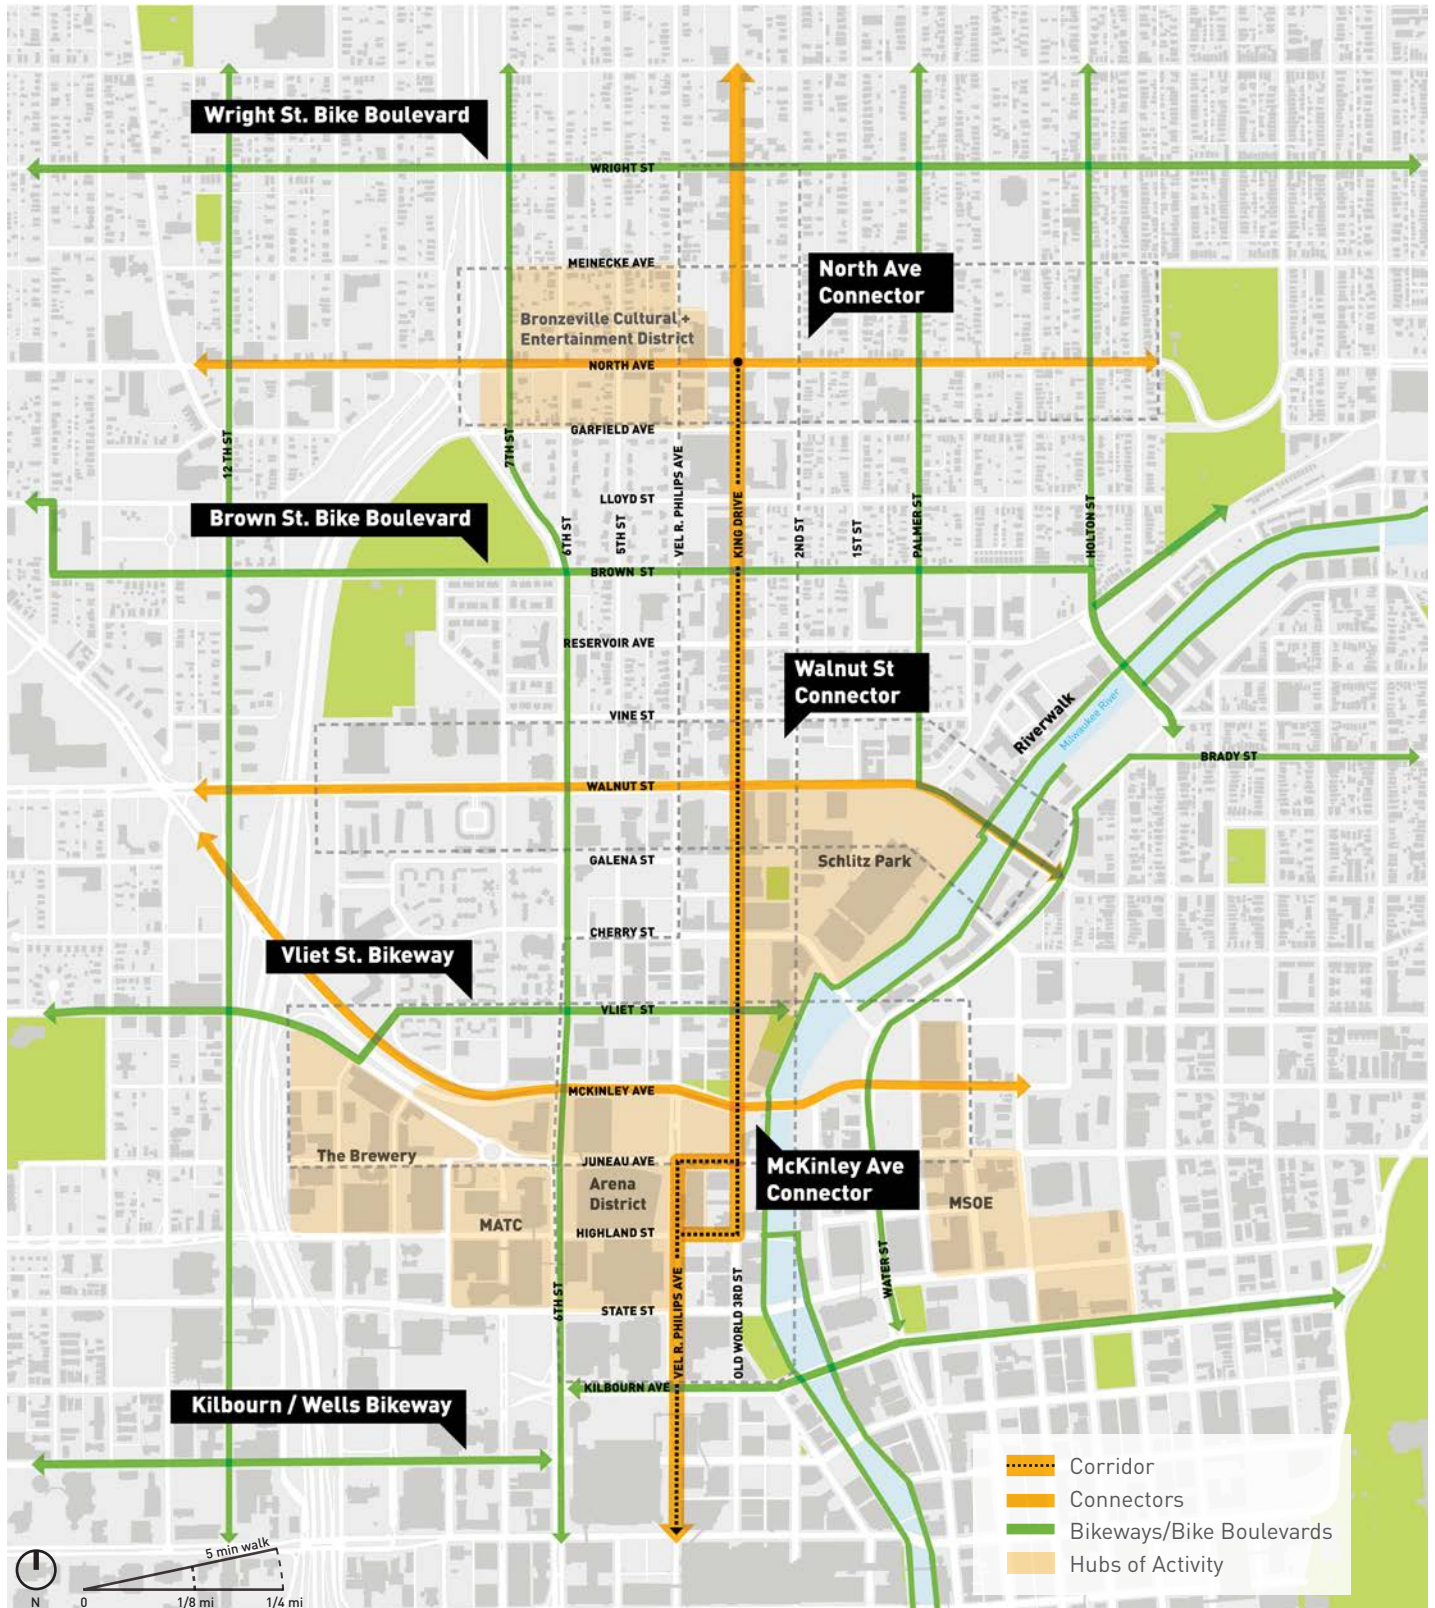 Wright St. Bike Boulevard
WRIGHT ST
MEINECKE AVE
North Ave
Connector
Bronzeville Cultural +
Entertainment District
NORTH AVE
GARFIELD AVE
12 TH ST
7TH ST
VEL R. PHILIPS AVE
LLOYD ST
KING DRIVE
PALMER ST
HOLTON ST
Brown St. Bike Boulevard
6TH ST
5TH ST
2ND ST
1ST ST
BROWN ST
RESERVOIR AVE
Walnut St
Connector
VINE ST
Riverwalk
Milwaukee River
BRADY ST
WALNUT ST
GALENA ST
Schlitz Park
CHERRY ST
Vliet St. Bikeway
VLIET ST
MCKINLEY AVE
The Brewery
JUNEAU AVE
McKinley Ave
Connector
Arena
District
MATC
MSOE
HIGHLAND ST
WATER ST
6TH ST
STATE ST
VEL R. PHILIPS AVE
OLD WORLD 3RD ST
KILBOURN AVE
Kilbourn / Wells Bikeway
Corridor
Connectors
Bikeways/Bike Boulevards
Hubs of Activity
5 min walk
N
0
1/8 mi
1/4 mi